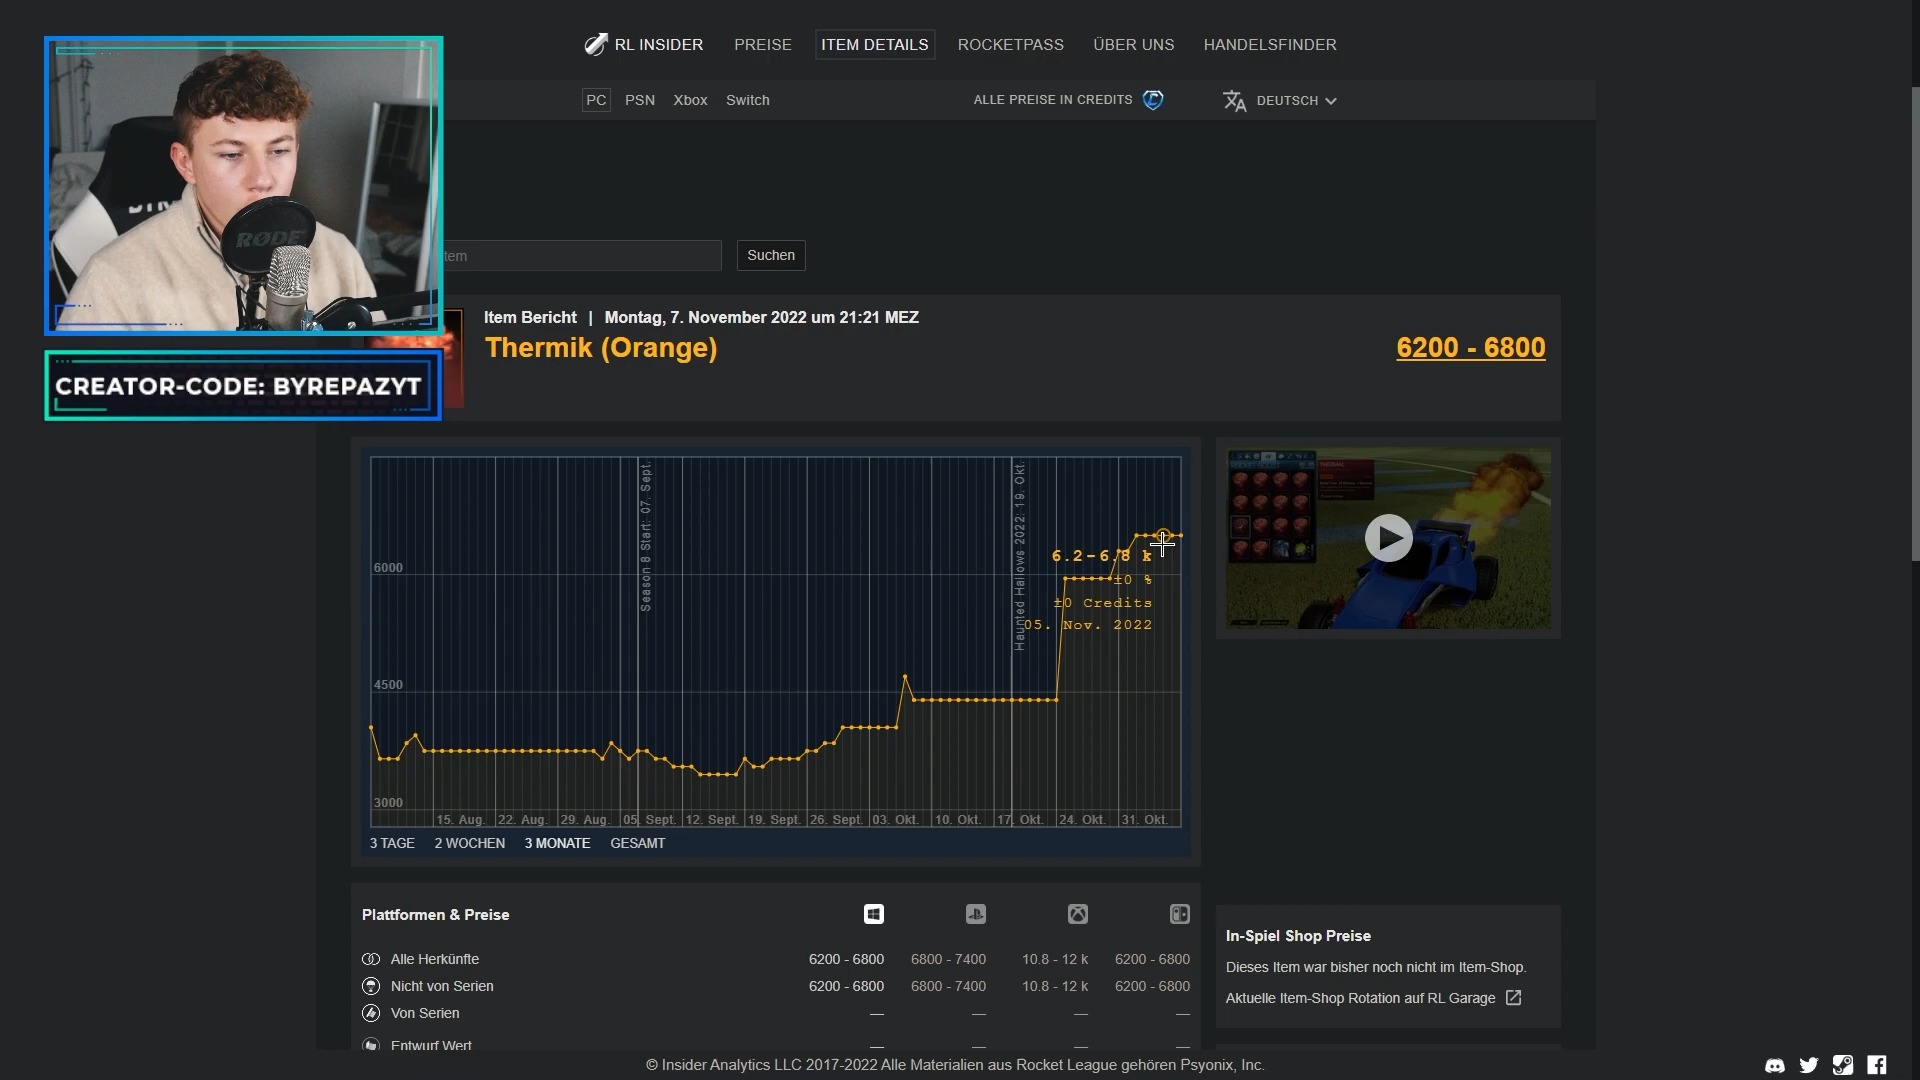 RL INSIDER PREISE ITEM DETAILS ROCKETPASS ÜBER UNS HANDELSFINDER
PC PSN Xbox Switch ALLE PREISE IN CREDITS DEUTSCH
RØDE
Suchen
Item Bericht | Montag, 7. November 2022 um 21:21 MEZ
Thermik (Orange)
6200 - 6800
CREATOR-CODE: BYREPAZYT
Season 8 Start: 07. Sept.
Haunted Hallows 2022: 19. Okt.
6.2-6.8 k
±0 %
±0 Credits
05. Nov. 2022
6000
4500
3000
15. Aug. 22. Aug. 29. Aug. 05. Sept. 12. Sept. 19. Sept. 26. Sept. 03. Okt. 10. Okt. 17. Okt. 24. Okt. 31. Okt.
3 TAGE 2 WOCHEN 3 MONATE GESAMT
Plattformen & Preise
Alle Herkünfte 6200 - 6800 6800 - 7400 10.8 - 12 k 6200 - 6800
Nicht von Serien 6200 - 6800 6800 - 7400 10.8 - 12 k 6200 - 6800
Von Serien — — — —
Entwurf Wert — — — —
In-Spiel Shop Preise
Dieses Item war bisher noch nicht im Item-Shop.
Aktuelle Item-Shop Rotation auf RL Garage
© Insider Analytics LLC 2017-2022 Alle Materialien aus Rocket League gehören Psyonix, Inc.